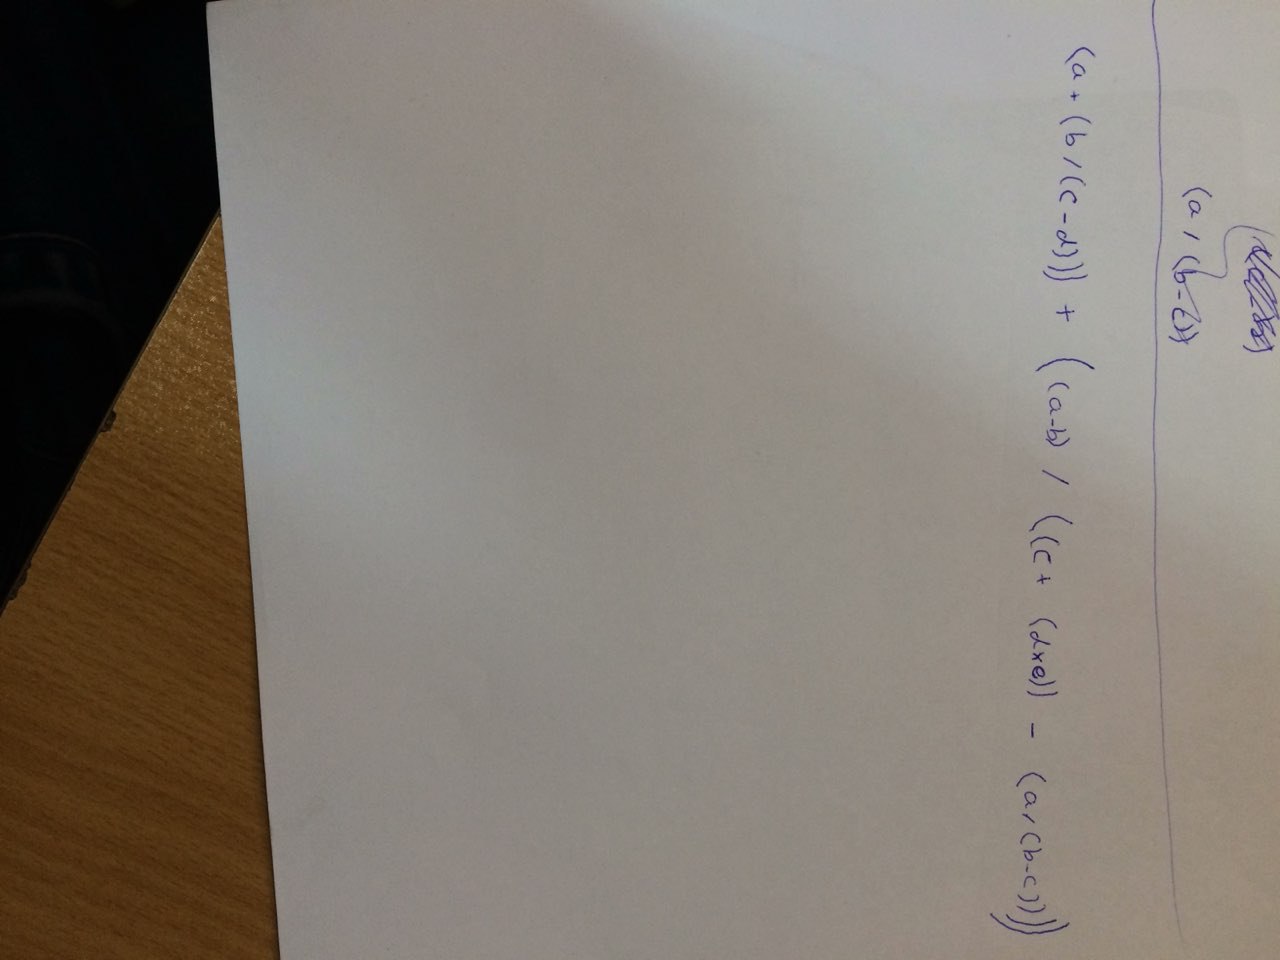 (a / (b-c))
(a + (b / (c - d))) + ((a-b) / ((c + (d×e)) - (a / (b-c))))